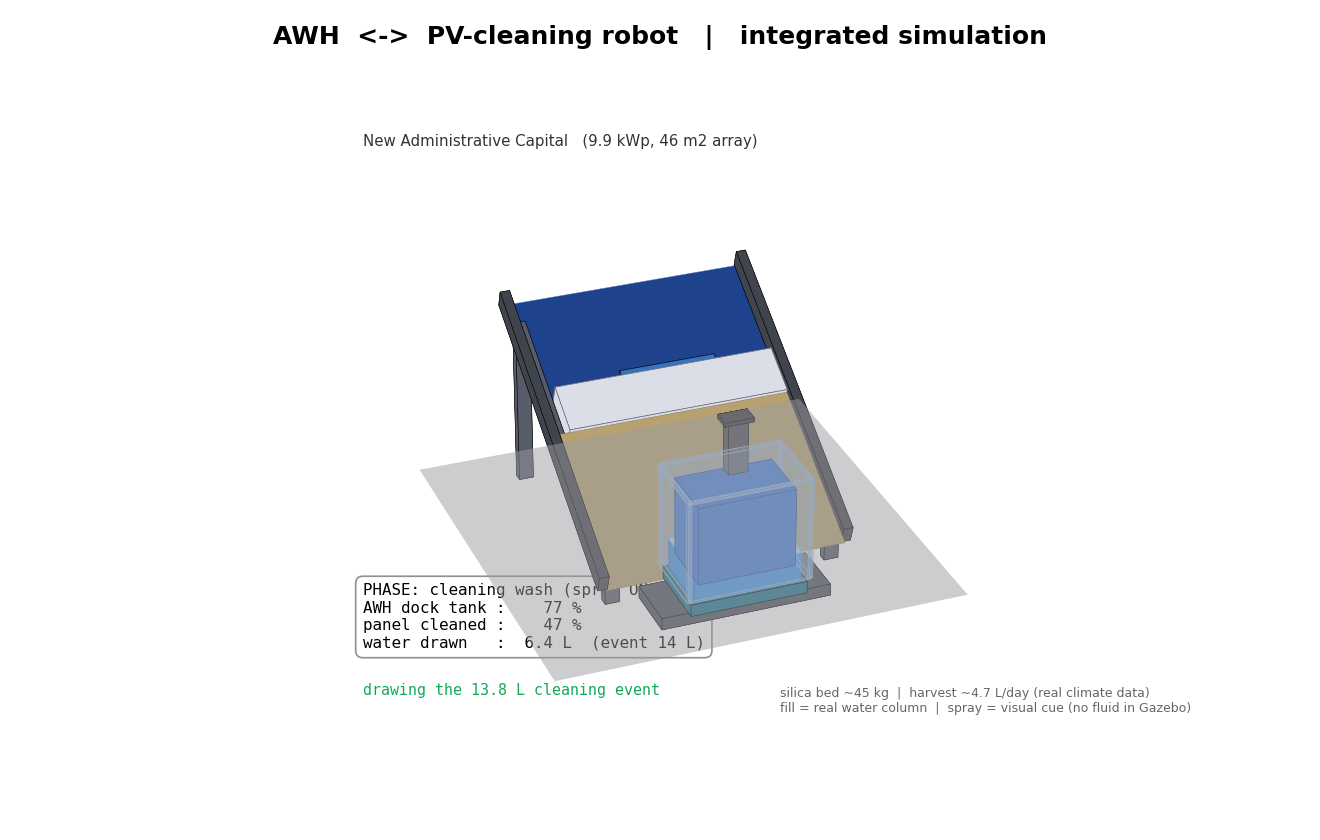 AWH <-> PV-cleaning robot | integrated simulation
New Administrative Capital (9.9 kWp, 46 m2 array)
PHASE: cleaning wash
AWH dock tank : 77 %
panel cleaned : 47 %
water drawn : 6.4 L (event 14 L)
drawing the 13.8 L cleaning event
silica bed ~45 kg | harvest ~4.7 L/day (real climate data)
fill = real water column | spray = visual cue (no fluid in Gazebo)